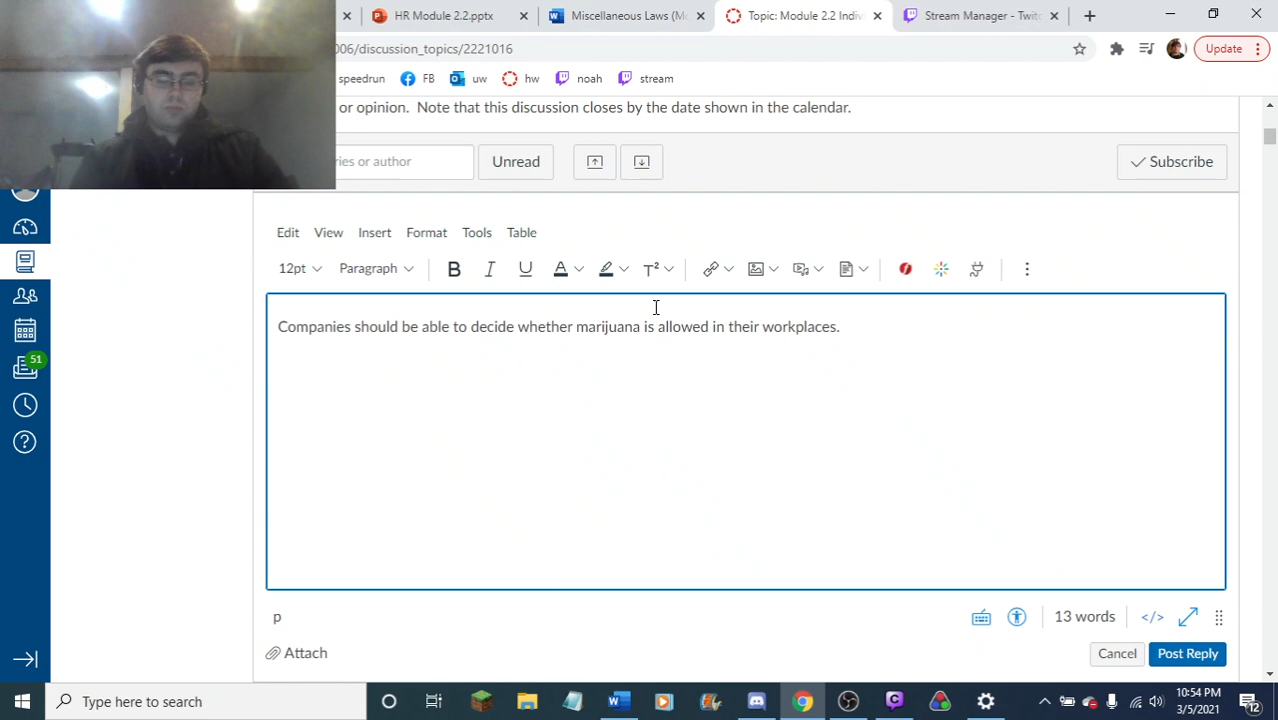 HR Module 2.2.pptx
Miscellaneous Laws (Mo
Topic: Module 2.2 Indiv
Stream Manager - Twitc
006/discussion_topics/2221016
Update
speedrun
FB
uw
hw
noah
stream
or opinion. Note that this discussion closes by the date shown in the calendar.
ries or author
Unread
Subscribe
Edit View Insert Format Tools Table
12pt Paragraph B I U A T²
Companies should be able to decide whether marijuana is allowed in their workplaces.
51
p
13 words </>
Attach
Cancel
Post Reply
Type here to search
10:54 PM
3/5/2021
12